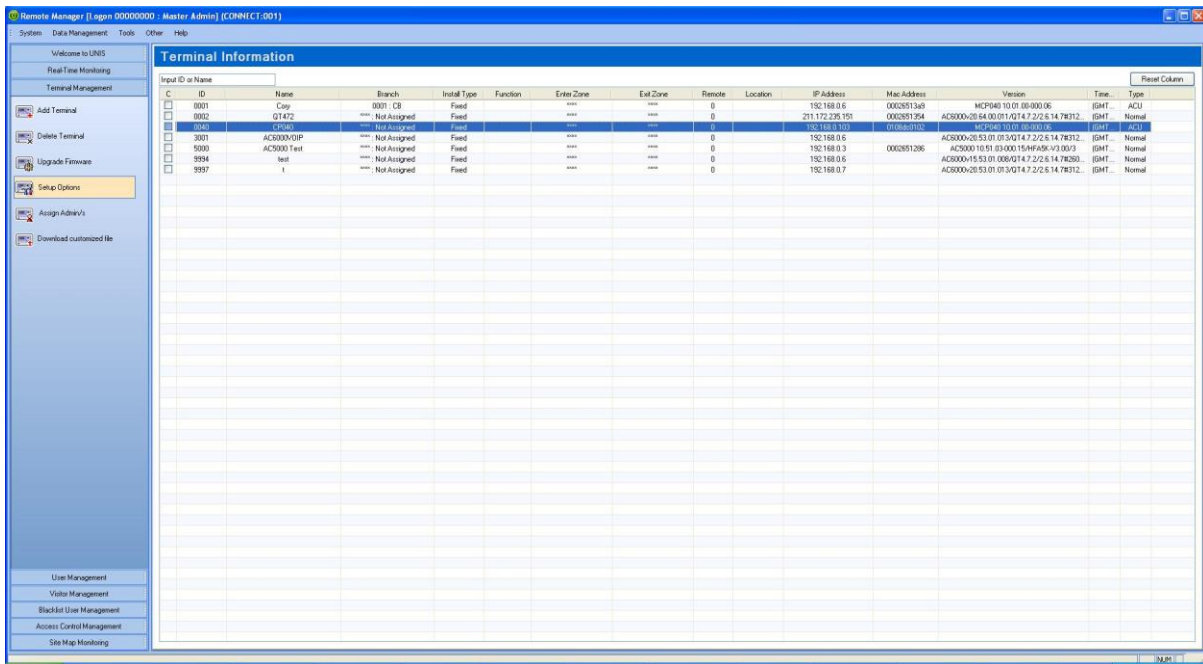 Remote Manager [Logon 00000000 : Master Admin] (CONNECT:001)
System Data Management Tools Other Help
Welcome to UNIS
Real-Time Monitoring
Terminal Management
Add Terminal
Delete Terminal
Upgrade Firmware
Setup Options
Assign Admin/s
Download customized file
User Management
Visitor Management
Blacklist User Management
Access Control Management
Site Map Monitoring
Terminal Information
Input ID or Name
Reset Column
C ID Name Branch Install Type Function Enter Zone Exit Zone Remote Location IP Address Mac Address Version Time... Type
0001 Cory 0001 : CB Fixed **** **** 0 192.168.0.6 00026513a9 MCP040 10.01.00-000.06 (GMT... ACU
0002 QT472 **** : Not Assigned Fixed **** **** 0 211.172.235.151 0002651354 AC6000v20.64.00.011/QT4.7.2/2.6.14.7#312... (GMT... Normal
0040 CP040 **** : Not Assigned Fixed **** **** 0 192.168.0.103 0108dc0102 MCP040 10.01.00-000.06 (GMT... ACU
3001 AC6000VOIP **** : Not Assigned Fixed **** **** 0 192.168.0.6 AC6000v20.53.01.013/QT4.7.2/2.6.14.7#312... (GMT... Normal
5000 AC5000 Test **** : Not Assigned Fixed **** **** 0 192.168.0.3 0002651286 AC5000 10.51.03-000.15/HFASK-V3.00/3 (GMT... Normal
9994 test **** : Not Assigned Fixed **** **** 0 192.168.0.6 AC6000v15.53.01.008/QT4.7.2/2.6.14.7#260... (GMT... Normal
9997 t **** : Not Assigned Fixed **** **** 0 192.168.0.7 AC6000v20.53.01.013/QT4.7.2/2.6.14.7#312... (GMT... Normal
NUM